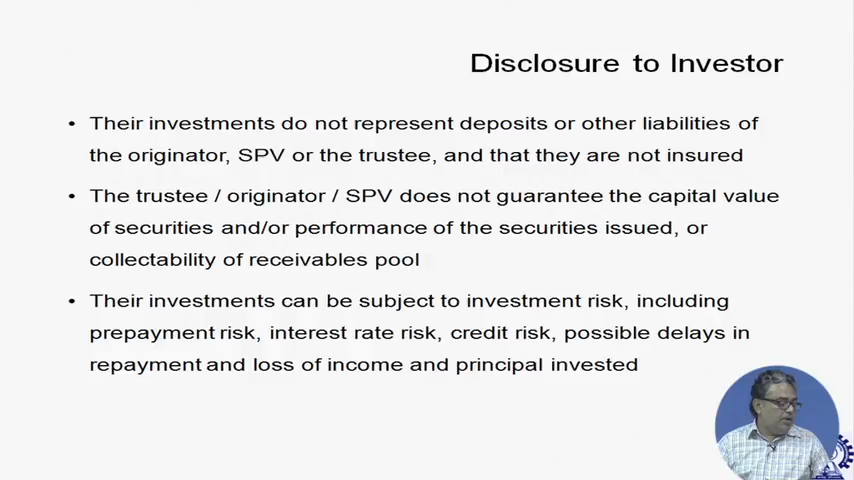 Disclosure to Investor
• Their investments do not represent deposits or other liabilities of
the originator, SPV or the trustee, and that they are not insured
• The trustee / originator / SPV does not guarantee the capital value
of securities and/or performance of the securities issued, or
collectability of receivables pool
• Their investments can be subject to investment risk, including
prepayment risk, interest rate risk, credit risk, possible delays in
repayment and loss of income and principal invested